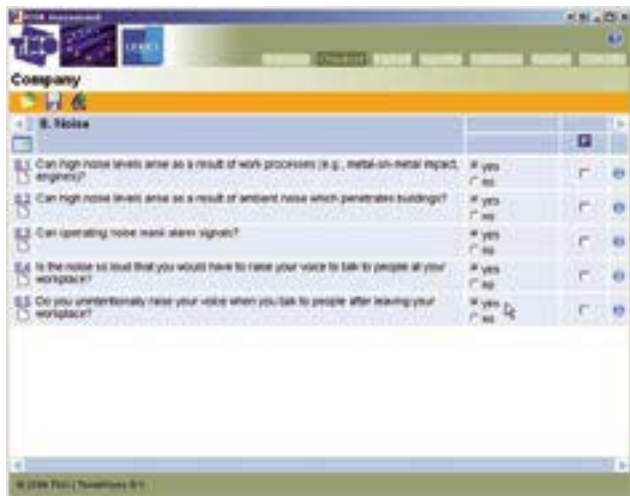 Company
8. Noise
8.1 Can high noise levels arise as a result of work processes (e.g., metal-on-metal impact,
engines)?
yes
no
8.2 Can high noise levels arise as a result of ambient noise which penetrates buildings?
yes
no
8.3 Can operating noise mask alarm signals?
yes
no
8.4 Is the noise so loud that you would have to raise your voice to talk to people at your
workplace?
yes
no
8.5 Do you unintentionally raise your voice when you talk to people after leaving your
workplace?
yes
no